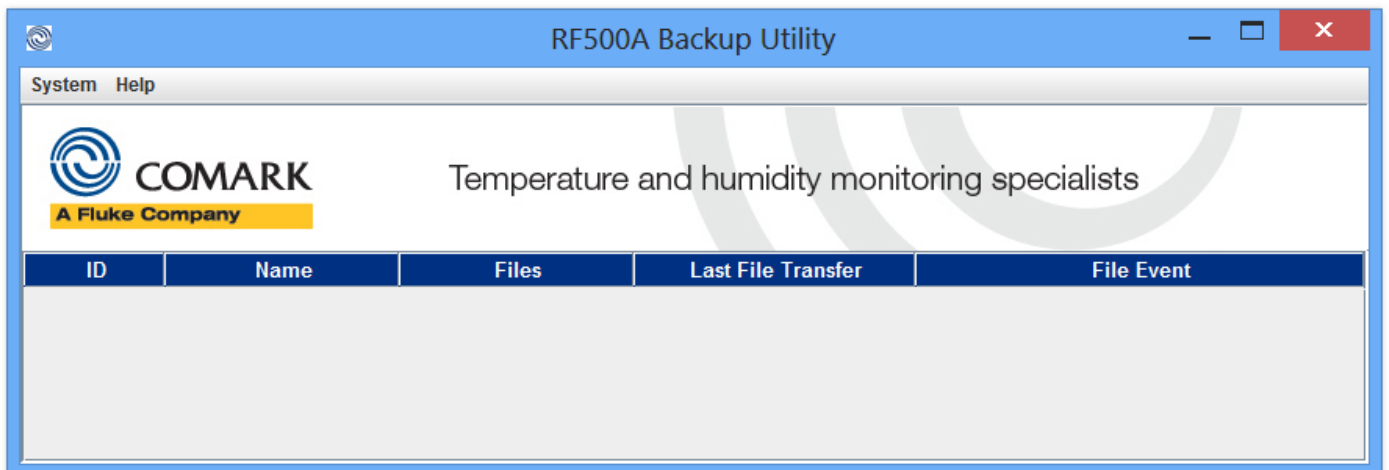 RF500A Backup Utility
System Help
COMARK
A Fluke Company
Temperature and humidity monitoring specialists
ID Name Files Last File Transfer File Event